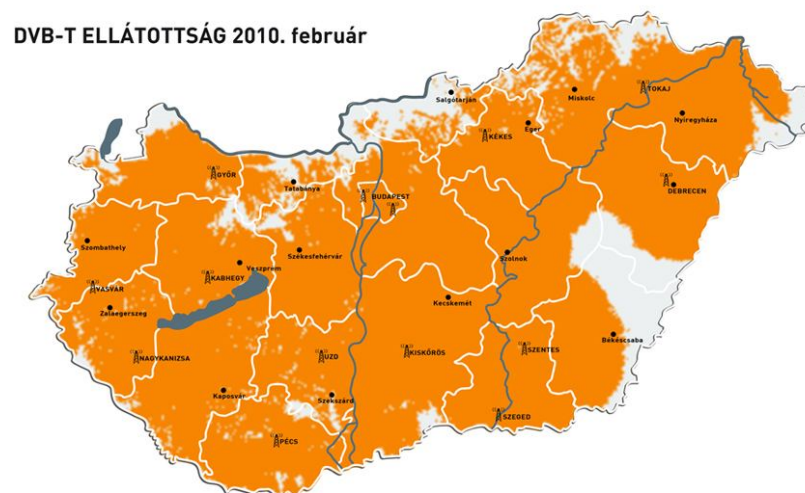 DVB-T ELLÁTOTTSÁG 2010. február
Salgótarján
Miskolc
TOKAJ
Nyíregyháza
KÉKES
Eger
GYŐR
Tatabánya
BUDAPEST
DEBRECEN
Szombathely
Székesfehérvár
Szolnok
Veszprém
KABHEGY
VASVÁR
Zalaegerszeg
Kecskemét
Békéscsaba
NAGYKANIZSA
UZD
KISKŐRÖS
SZENTES
Kaposvár
Szekszárd
SZEGED
PÉCS